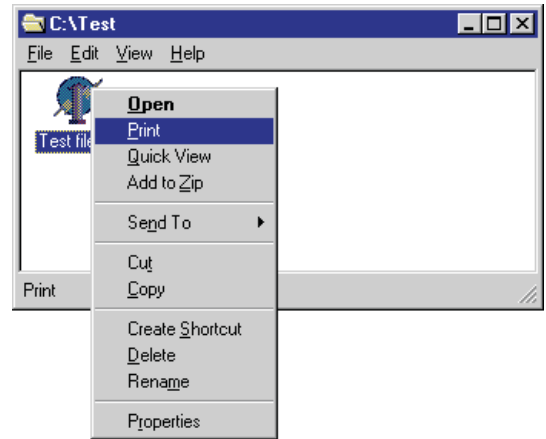 C:\Test
File Edit View Help
Test file
Open
Print
Quick View
Add to Zip
Send To
Cut
Copy
Print
Create Shortcut
Delete
Rename
Properties